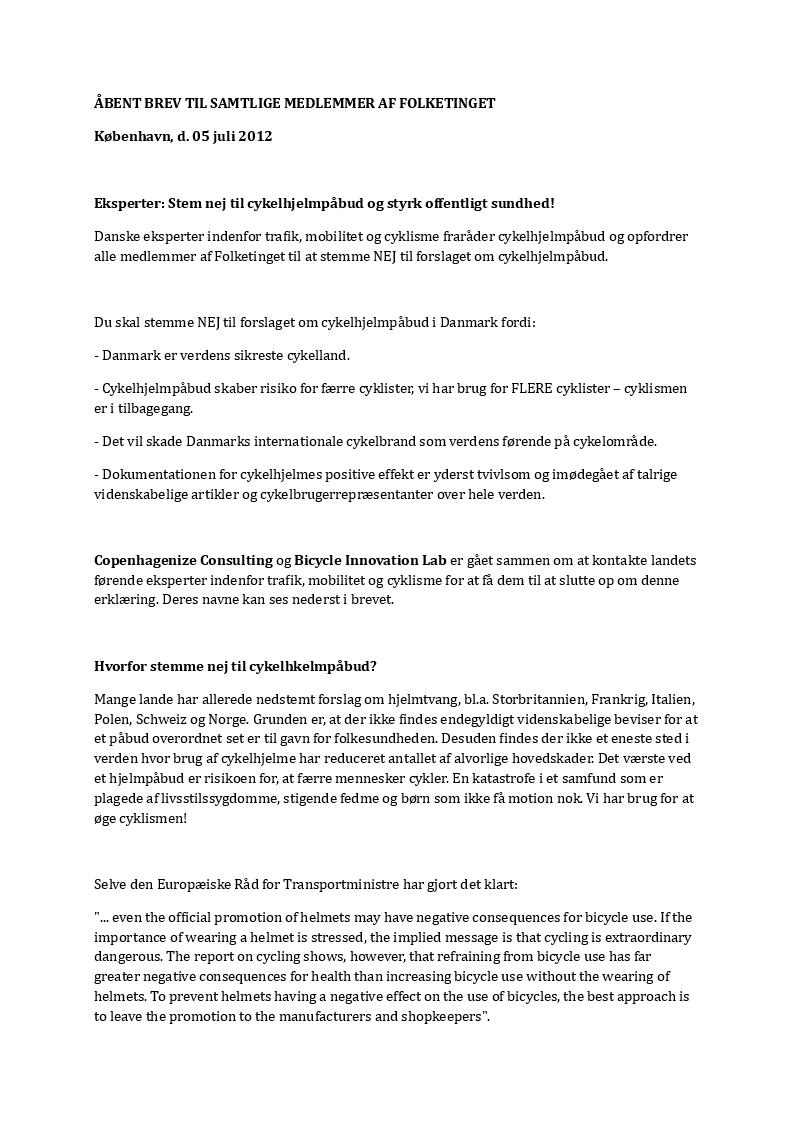 ÅBENT BREV TIL SAMTLIGE MEDLEMMER AF FOLKETINGET
København, d. 05 juli 2012
Eksperter: Stem nej til cykelhjelmpåbud og styrk offentligt sundhed!
Danske eksperter indenfor trafik, mobilitet og cyklisme fraråder cykelhjelmpåbud og opfordrer
alle medlemmer af Folketinget til at stemme NEJ til forslaget om cykelhjelmpåbud.
Du skal stemme NEJ til forslaget om cykelhjelmpåbud i Danmark fordi:
- Danmark er verdens sikreste cykelland.
- Cykelhjelmpåbud skaber risiko for færre cyklister, vi har brug for FLERE cyklister – cyklismen
er i tilbagegang.
- Det vil skade Danmarks internationale cykelbrand som verdens førende på cykelområde.
- Dokumentationen for cykelhjelmes positive effekt er yderst tvivlsom og imødegået af talrige
videnskabelige artikler og cykelbrugerrepræsentanter over hele verden.
Copenhagenize Consulting og Bicycle Innovation Lab er gået sammen om at kontakte landets
førende eksperter indenfor trafik, mobilitet og cyklisme for at få dem til at slutte op om denne
erklæring. Deres navne kan ses nederst i brevet.
Hvorfor stemme nej til cykelhkelmpåbud?
Mange lande har allerede nedstemt forslag om hjelmtvang, bl.a. Storbritannien, Frankrig, Italien,
Polen, Schweiz og Norge. Grunden er, at der ikke findes endegyldigt videnskabelige beviser for at
et påbud overordnet set er til gavn for folkesundheden. Desuden findes der ikke et eneste sted i
verden hvor brug af cykelhjelme har reduceret antallet af alvorlige hovedskader. Det værste ved
et hjelmpåbud er risikoen for, at færre mennesker cykler. En katastrofe i et samfund som er
plagede af livsstilssygdomme, stigende fedme og børn som ikke få motion nok. Vi har brug for at
øge cyklismen!
Selve den Europæiske Råd for Transportministre har gjort det klart:
"... even the official promotion of helmets may have negative consequences for bicycle use. If the
importance of wearing a helmet is stressed, the implied message is that cycling is extraordinary
dangerous. The report on cycling shows, however, that refraining from bicycle use has far
greater negative consequences for health than increasing bicycle use without the wearing of
helmets. To prevent helmets having a negative effect on the use of bicycles, the best approach is
to leave the promotion to the manufacturers and shopkeepers".